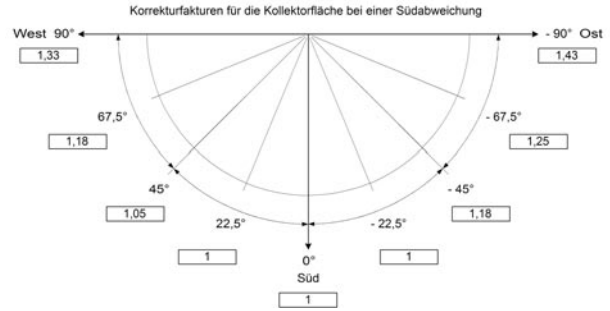 Korrekturfakturen für die Kollektorfläche bei einer Südabweichung
West 90° - 90° Ost
1,33 1,43
67,5° - 67,5°
1,18 1,25
45° - 45°
1,05 1,18
22,5° - 22,5°
1 1
0°
Süd
1